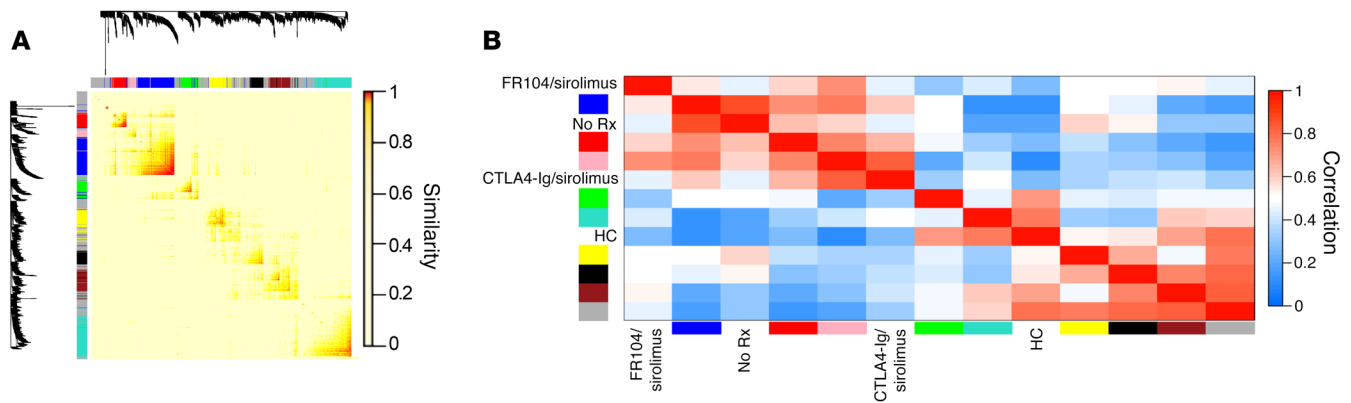 A
B
1
0.8
0.6
0.4
0.2
0
Similarity
FR104/sirolimus
No Rx
CTLA4-Ig/sirolimus
HC
FR104/
sirolimus
No Rx
CTLA4-Ig/
sirolimus
HC
1
0.8
0.6
0.4
0.2
0
Correlation